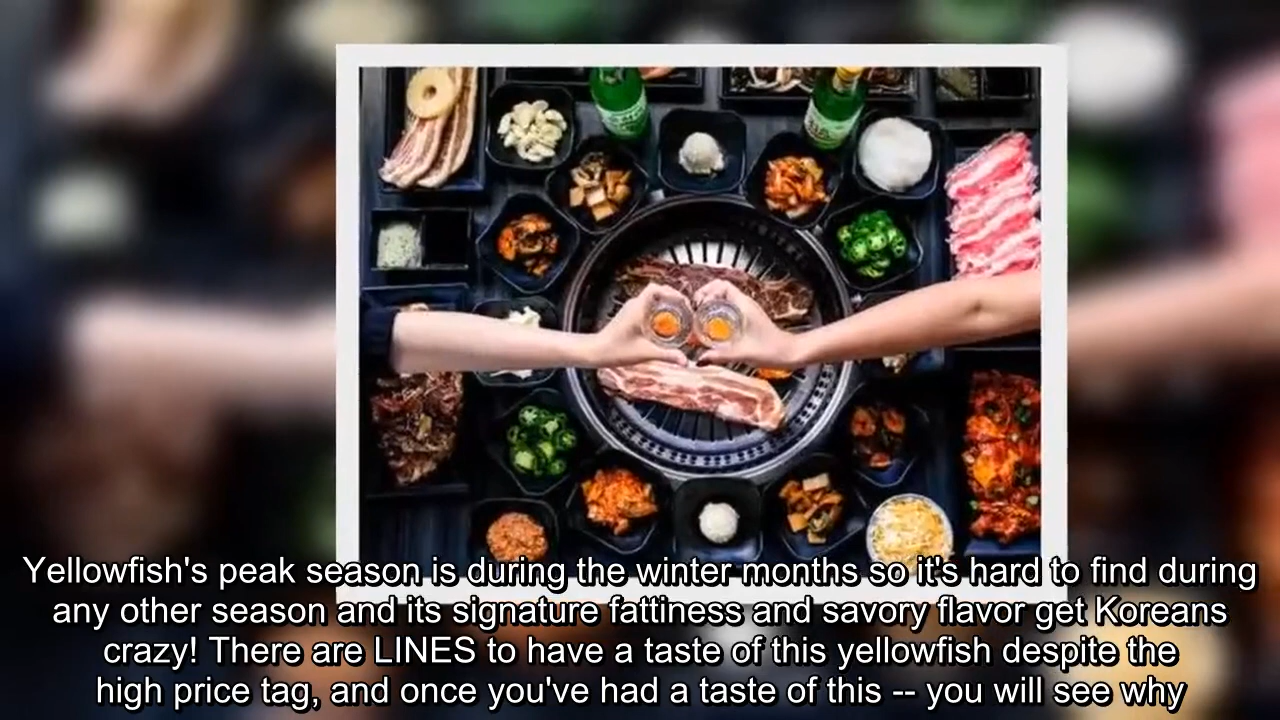 Yellowfish's peak season is during the winter months so it's hard to find during
any other season and its signature fattiness and savory flavor get Koreans
crazy! There are LINES to have a taste of this yellowfish despite the
high price tag, and once you've had a taste of this -- you will see why